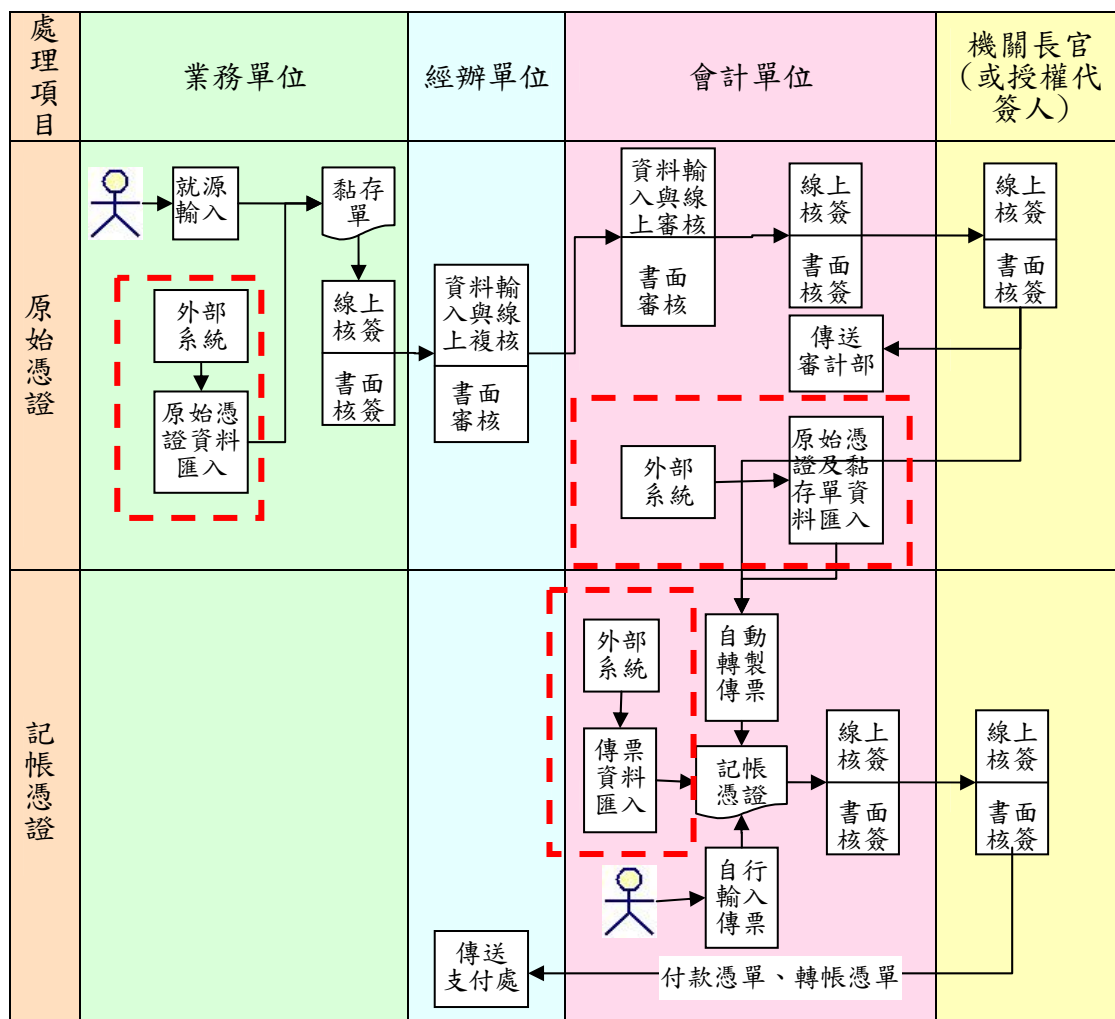 處理
項目
業務單位
經辦單位
會計單位
機關長官
(或授權代
簽人)
原始憑證
就源
輸入
黏存
單
外部
系統
原始憑
證資料
匯入
線上
核簽
書面
核簽
資料輸
入與線
上複核
書面
審核
資料輸
入與線
上審核
書面
審核
線上
核簽
書面
核簽
線上
核簽
書面
核簽
傳送
審計部
外部
系統
原始憑
證及黏
存單資
料匯入
記帳憑證
外部
系統
傳票
資料
匯入
自動
轉製
傳票
記帳
憑證
自行
輸入
傳票
線上
核簽
書面
核簽
線上
核簽
書面
核簽
傳送
支付處
付款憑單、轉帳憑單